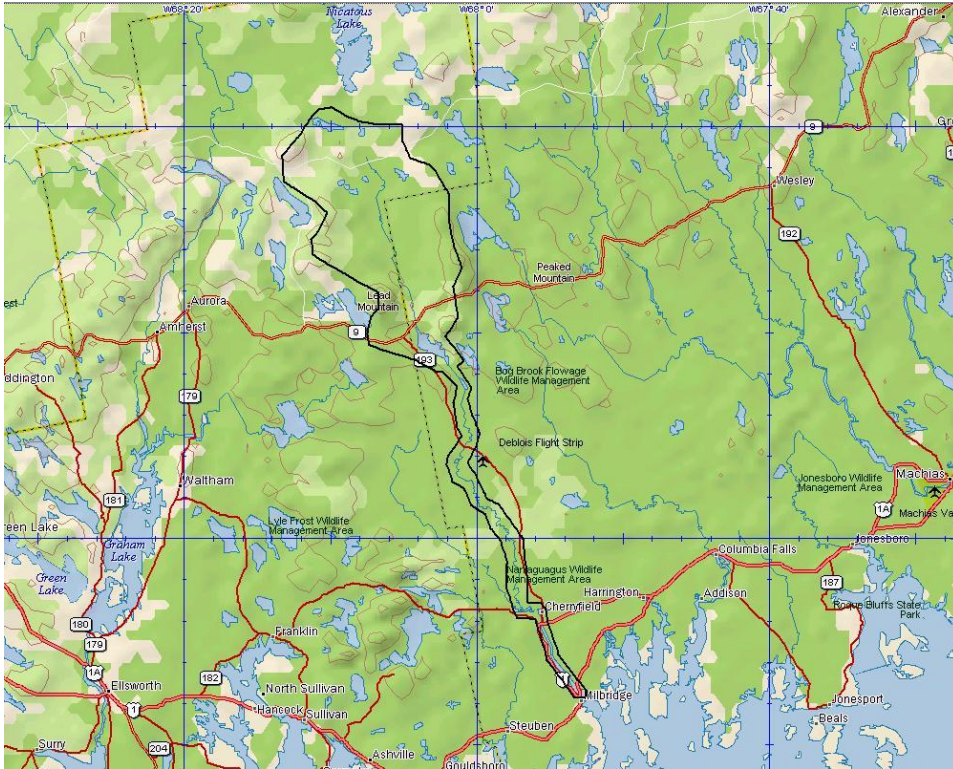 W68° 20'
Nicatous
Lake
W68° 0'
W67° 40'
Alexander
9
Wesley
192
Peaked
Mountain
Aurora
Lead
Mountain
Amherst
9
193
ddington
Bog Brook Flowage
Wildlife Management
Area
179
Deblois Flight Strip
Machias
Waltham
Jonesboro Wildlife
Management Area
181
1A
Machias Va
reen Lake
Lyle Frost Wildlife
Management Area
Graham
Lake
Jonesboro
Columbia Falls
Green
Lake
Narraguagus Wildlife
Management Area
187
Harrington
Addison
Roque Bluffs State
Park
Cherryfield
180
Franklin
179
1A
182
1
Ellsworth
North Sullivan
Milbridge
Jonesport
1
Hancock
Sullivan
Beals
Steuben
204
Surry
Ashville
Gouldsboro